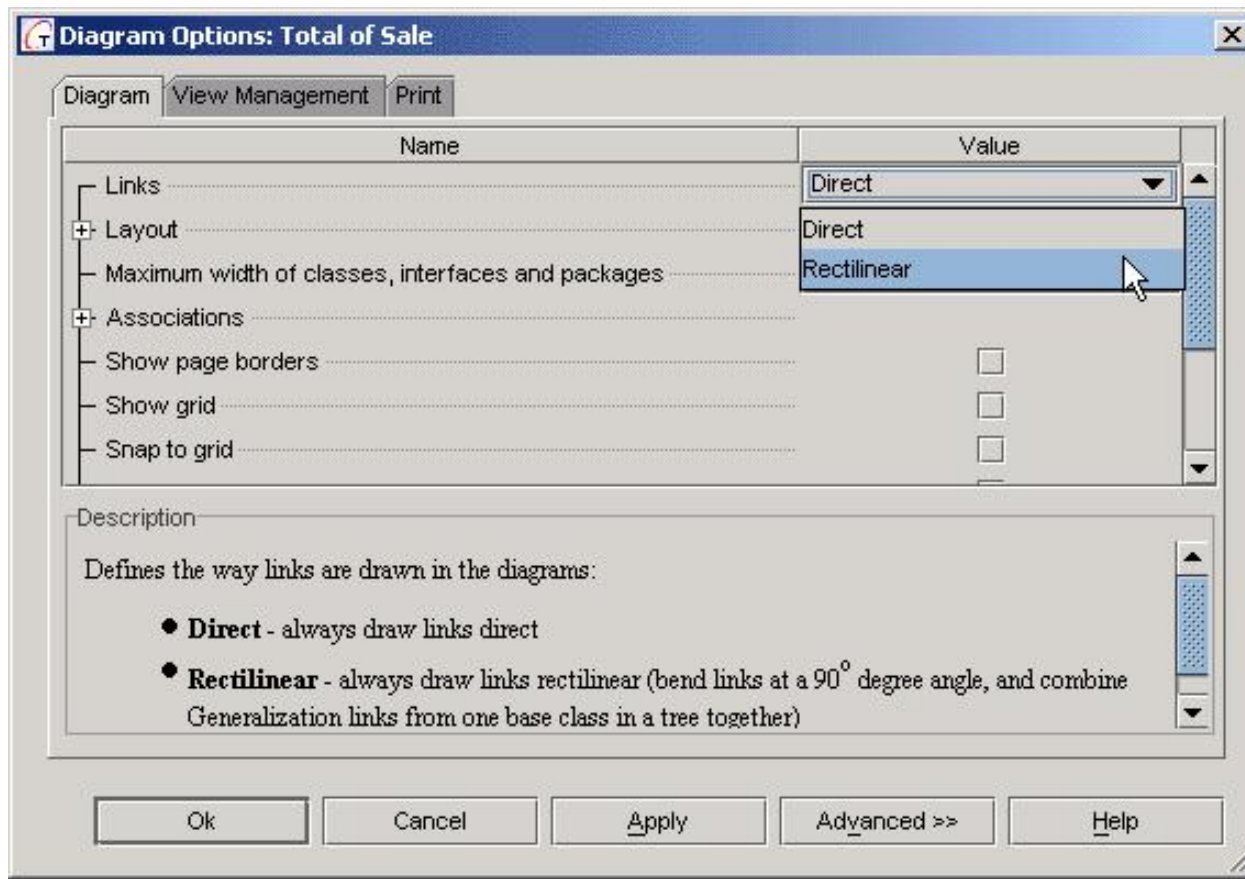 Diagram Options: Total of Sale
Diagram View Management Print
Name Value
Links Direct
Layout Direct
Maximum width of classes, interfaces and packages Rectilinear
Associations
Show page borders
Show grid
Snap to grid
Description
Defines the way links are drawn in the diagrams:
Direct - always draw links direct
Rectilinear - always draw links rectilinear (bend links at a 90° degree angle, and combine
Generalization links from one base class in a tree together)
Ok Cancel Apply Advanced >> Help